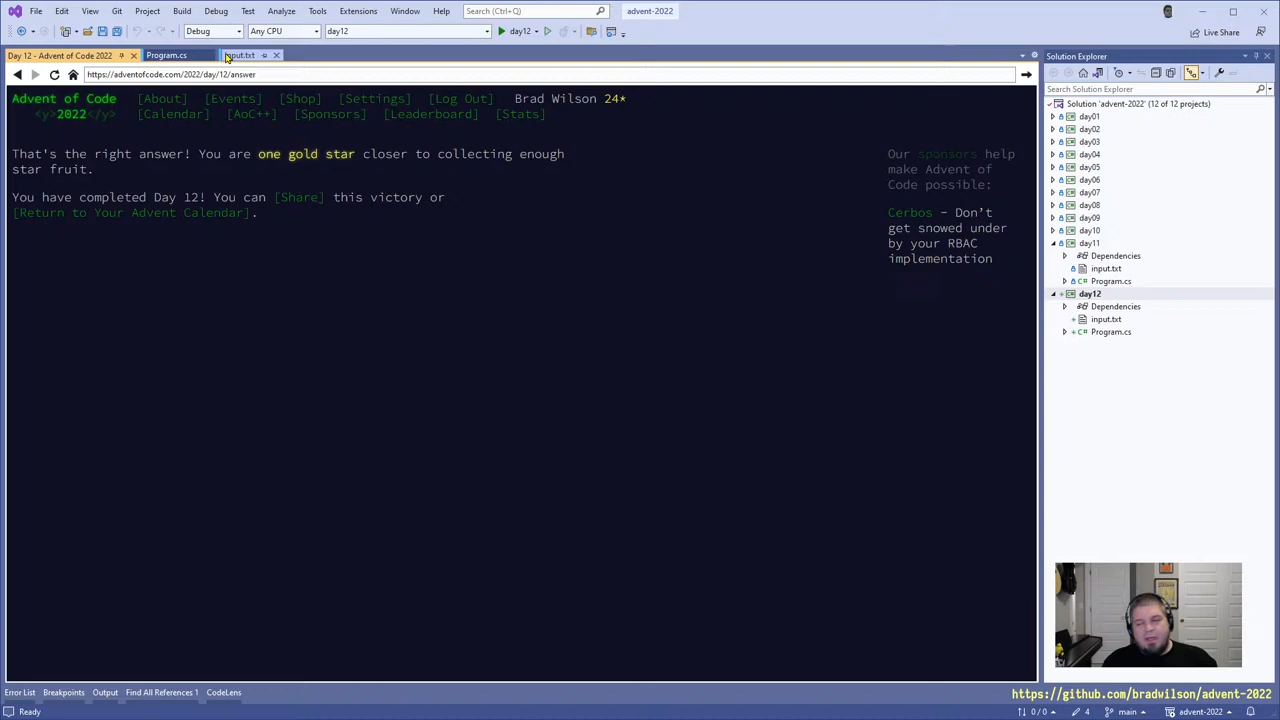 File Edit View Git Project Build Debug Test Analyze Tools Extensions Window Help Search (Ctrl+Q) advent-2022
Debug Any CPU day12 day12 Live Share
Day 12 - Advent of Code 2022 Program.cs input.txt
https://adventofcode.com/2022/day/12/answer
Advent of Code [About] [Events] [Shop] [Settings] [Log Out] Brad Wilson 24*
<y>2022</y> [Calendar] [AoC++] [Sponsors] [Leaderboard] [Stats]
That's the right answer! You are one gold star closer to collecting enough
star fruit.
You have completed Day 12! You can [Share] this victory or
[Return to Your Advent Calendar].
Our sponsors help
make Advent of
Code possible:
Cerbos - Don't
get snowed under
by your RBAC
implementation
Solution Explorer
Search Solution Explorer
Solution 'advent-2022' (12 of 12 projects)
day01
day02
day03
day04
day05
day06
day07
day08
day09
day10
day11
Dependencies
input.txt
C# Program.cs
day12
Dependencies
input.txt
C# Program.cs
Error List Breakpoints Output Find All References 1 CodeLens
https://github.com/bradwilson/advent-2022
Ready 0 / 0 4 main advent-2022